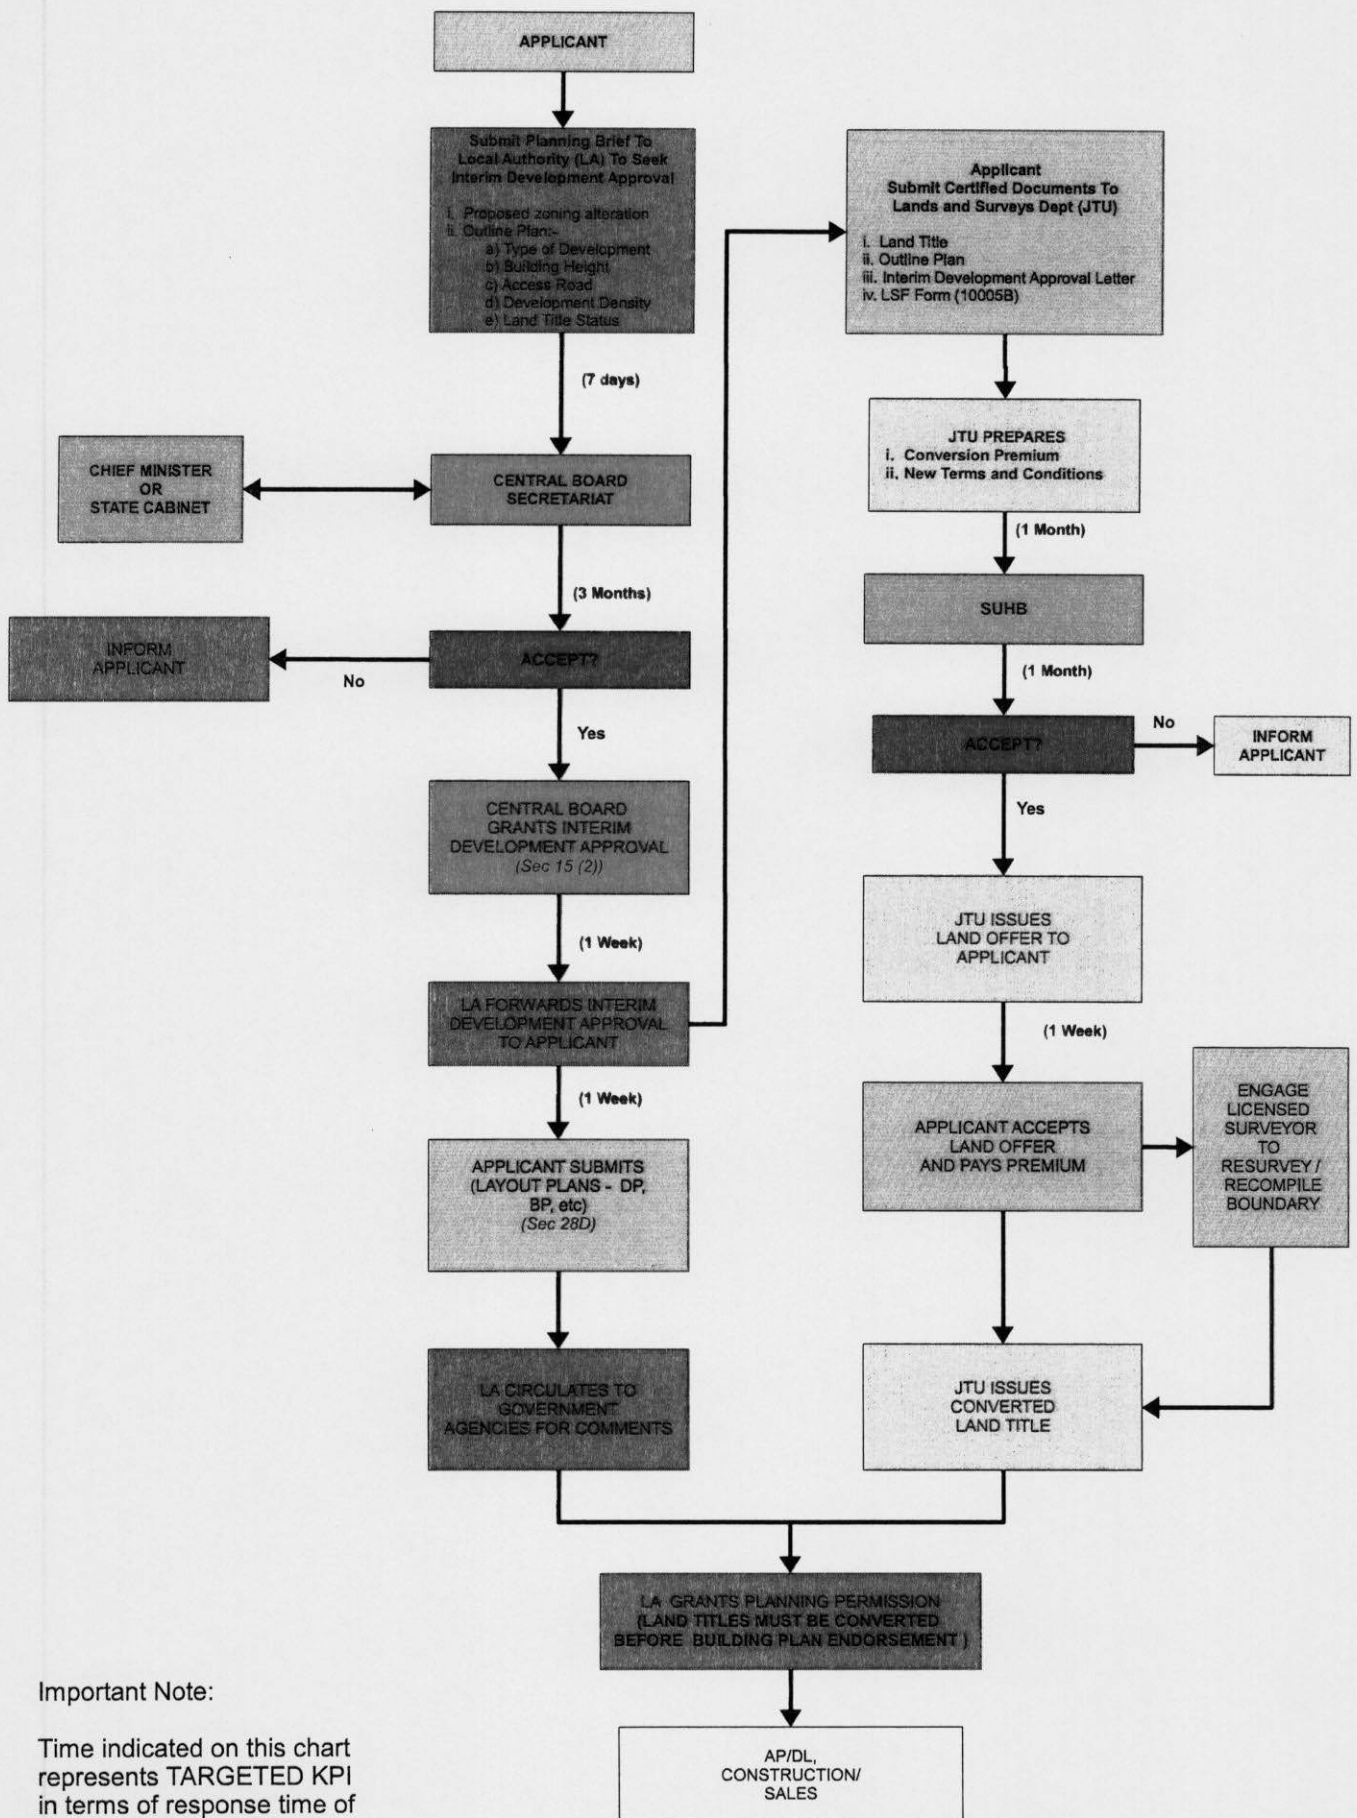 APPLICANT
Submit Planning Brief To
Local Authority (LA) To Seek
Interim Development Approval
i. Proposed zoning alteration
ii. Outline Plan:-
a) Type of Development
b) Building Height
c) Access Road
d) Development Density
e) Land Title Status
(7 days)
CHIEF MINISTER
OR
STATE CABINET
CENTRAL BOARD
SECRETARIAT
(3 Months)
INFORM
APPLICANT
No
ACCEPT?
Yes
CENTRAL BOARD
GRANTS INTERIM
DEVELOPMENT APPROVAL
(Sec 15 (2))
(1 Week)
LA FORWARDS INTERIM
DEVELOPMENT APPROVAL
TO APPLICANT
(1 Week)
APPLICANT SUBMITS
(LAYOUT PLANS - DP,
BP, etc)
(Sec 28D)
LA CIRCULATES TO
GOVERNMENT
AGENCIES FOR COMMENTS
Applicant
Submit Certified Documents To
Lands and Surveys Dept (JTU)
i. Land Title
ii. Outline Plan
iii. Interim Development Approval Letter
iv. LSF Form (10005B)
JTU PREPARES
i. Conversion Premium
ii. New Terms and Conditions
(1 Month)
SUHB
(1 Month)
ACCEPT?
No
INFORM
APPLICANT
Yes
JTU ISSUES
LAND OFFER TO
APPLICANT
(1 Week)
APPLICANT ACCEPTS
LAND OFFER
AND PAYS PREMIUM
ENGAGE
LICENSED
SURVEYOR
TO
RESURVEY /
RECOMPILE
BOUNDARY
JTU ISSUES
CONVERTED
LAND TITLE
LA GRANTS PLANNING PERMISSION
(LAND TITLES MUST BE CONVERTED
BEFORE BUILDING PLAN ENDORSEMENT )
AP/DL,
CONSTRUCTION/
SALES
Important Note:
Time indicated on this chart
represents TARGETED KPI
in terms of response time of